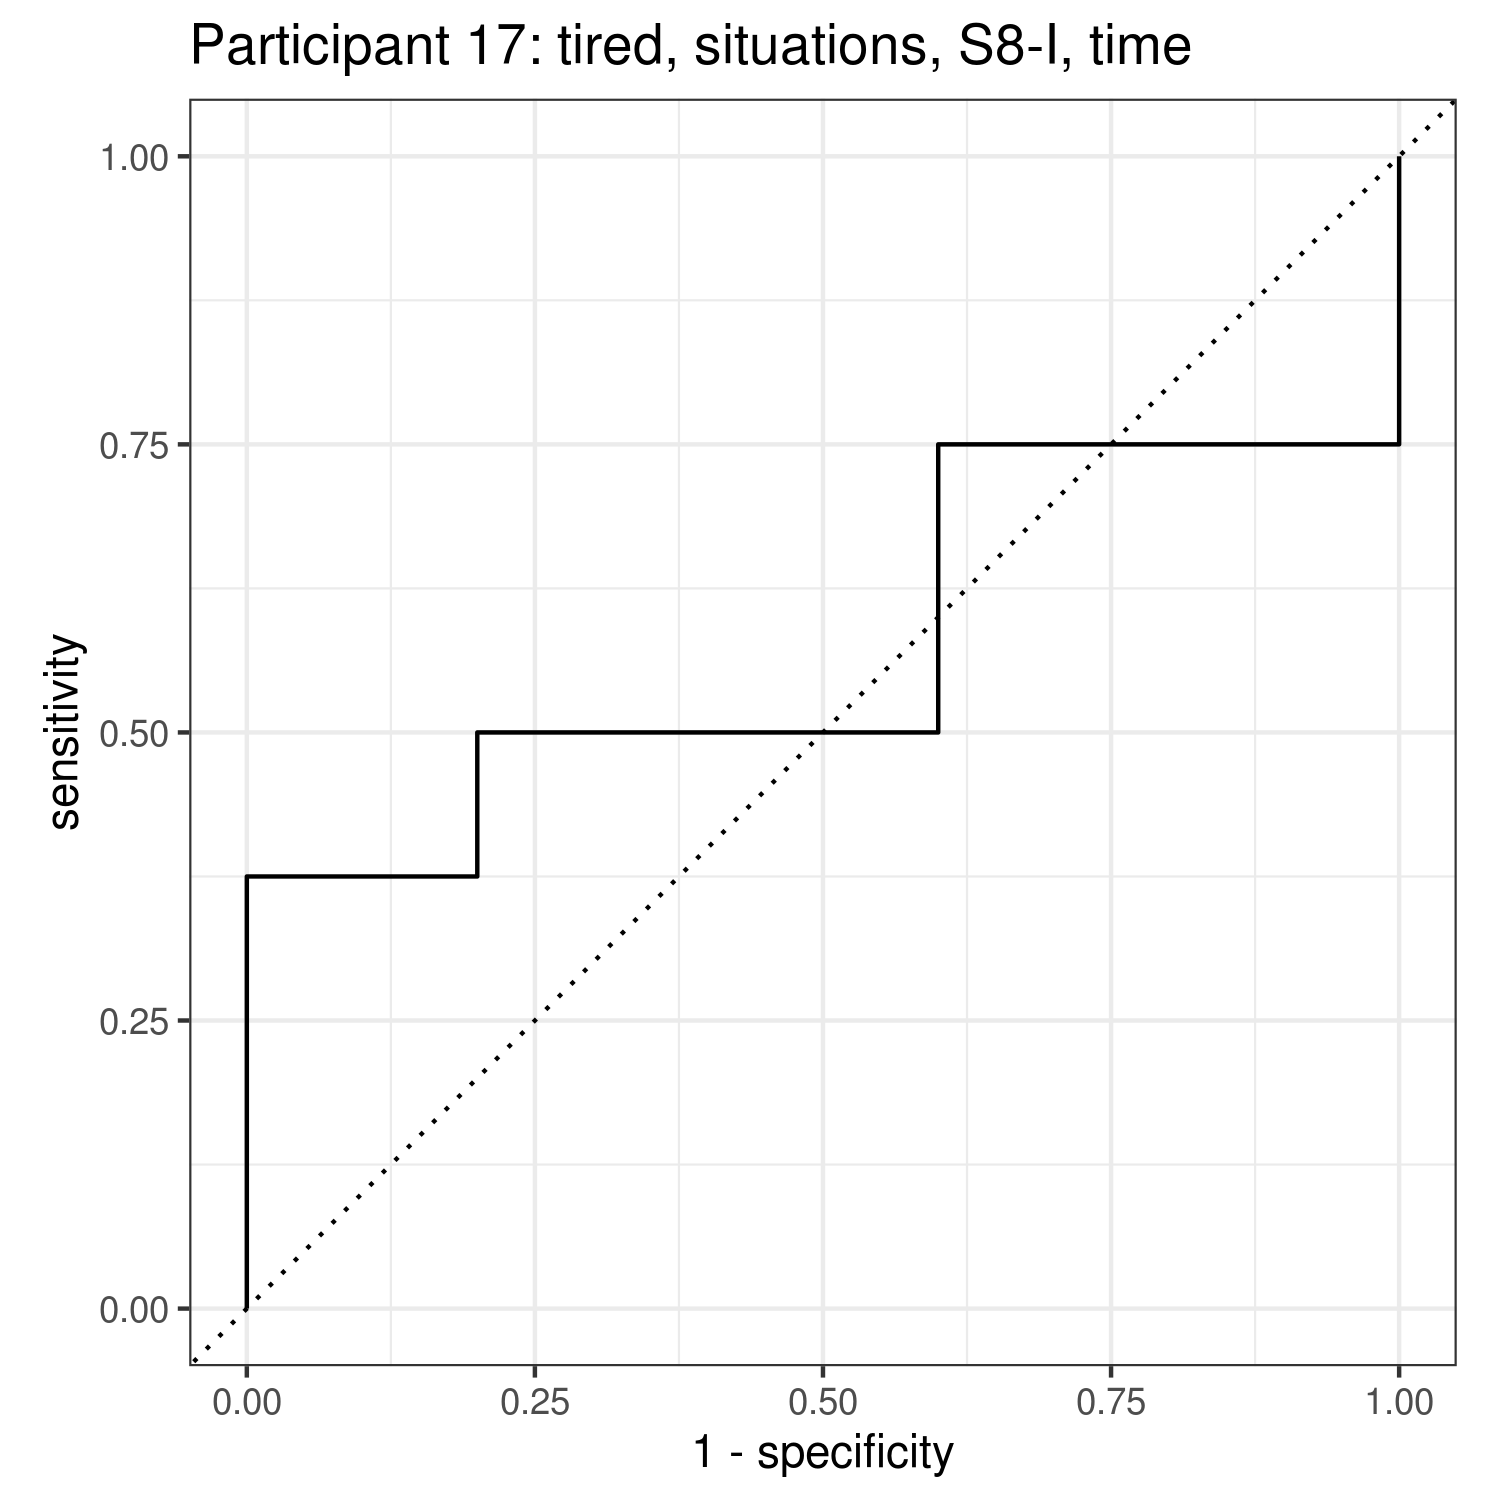 Participant 17: tired, situations, S8-I, time
1.00
0.75
0.50
0.25
0.00
sensitivity
0.00 0.25 0.50 0.75 1.00
1 - specificity